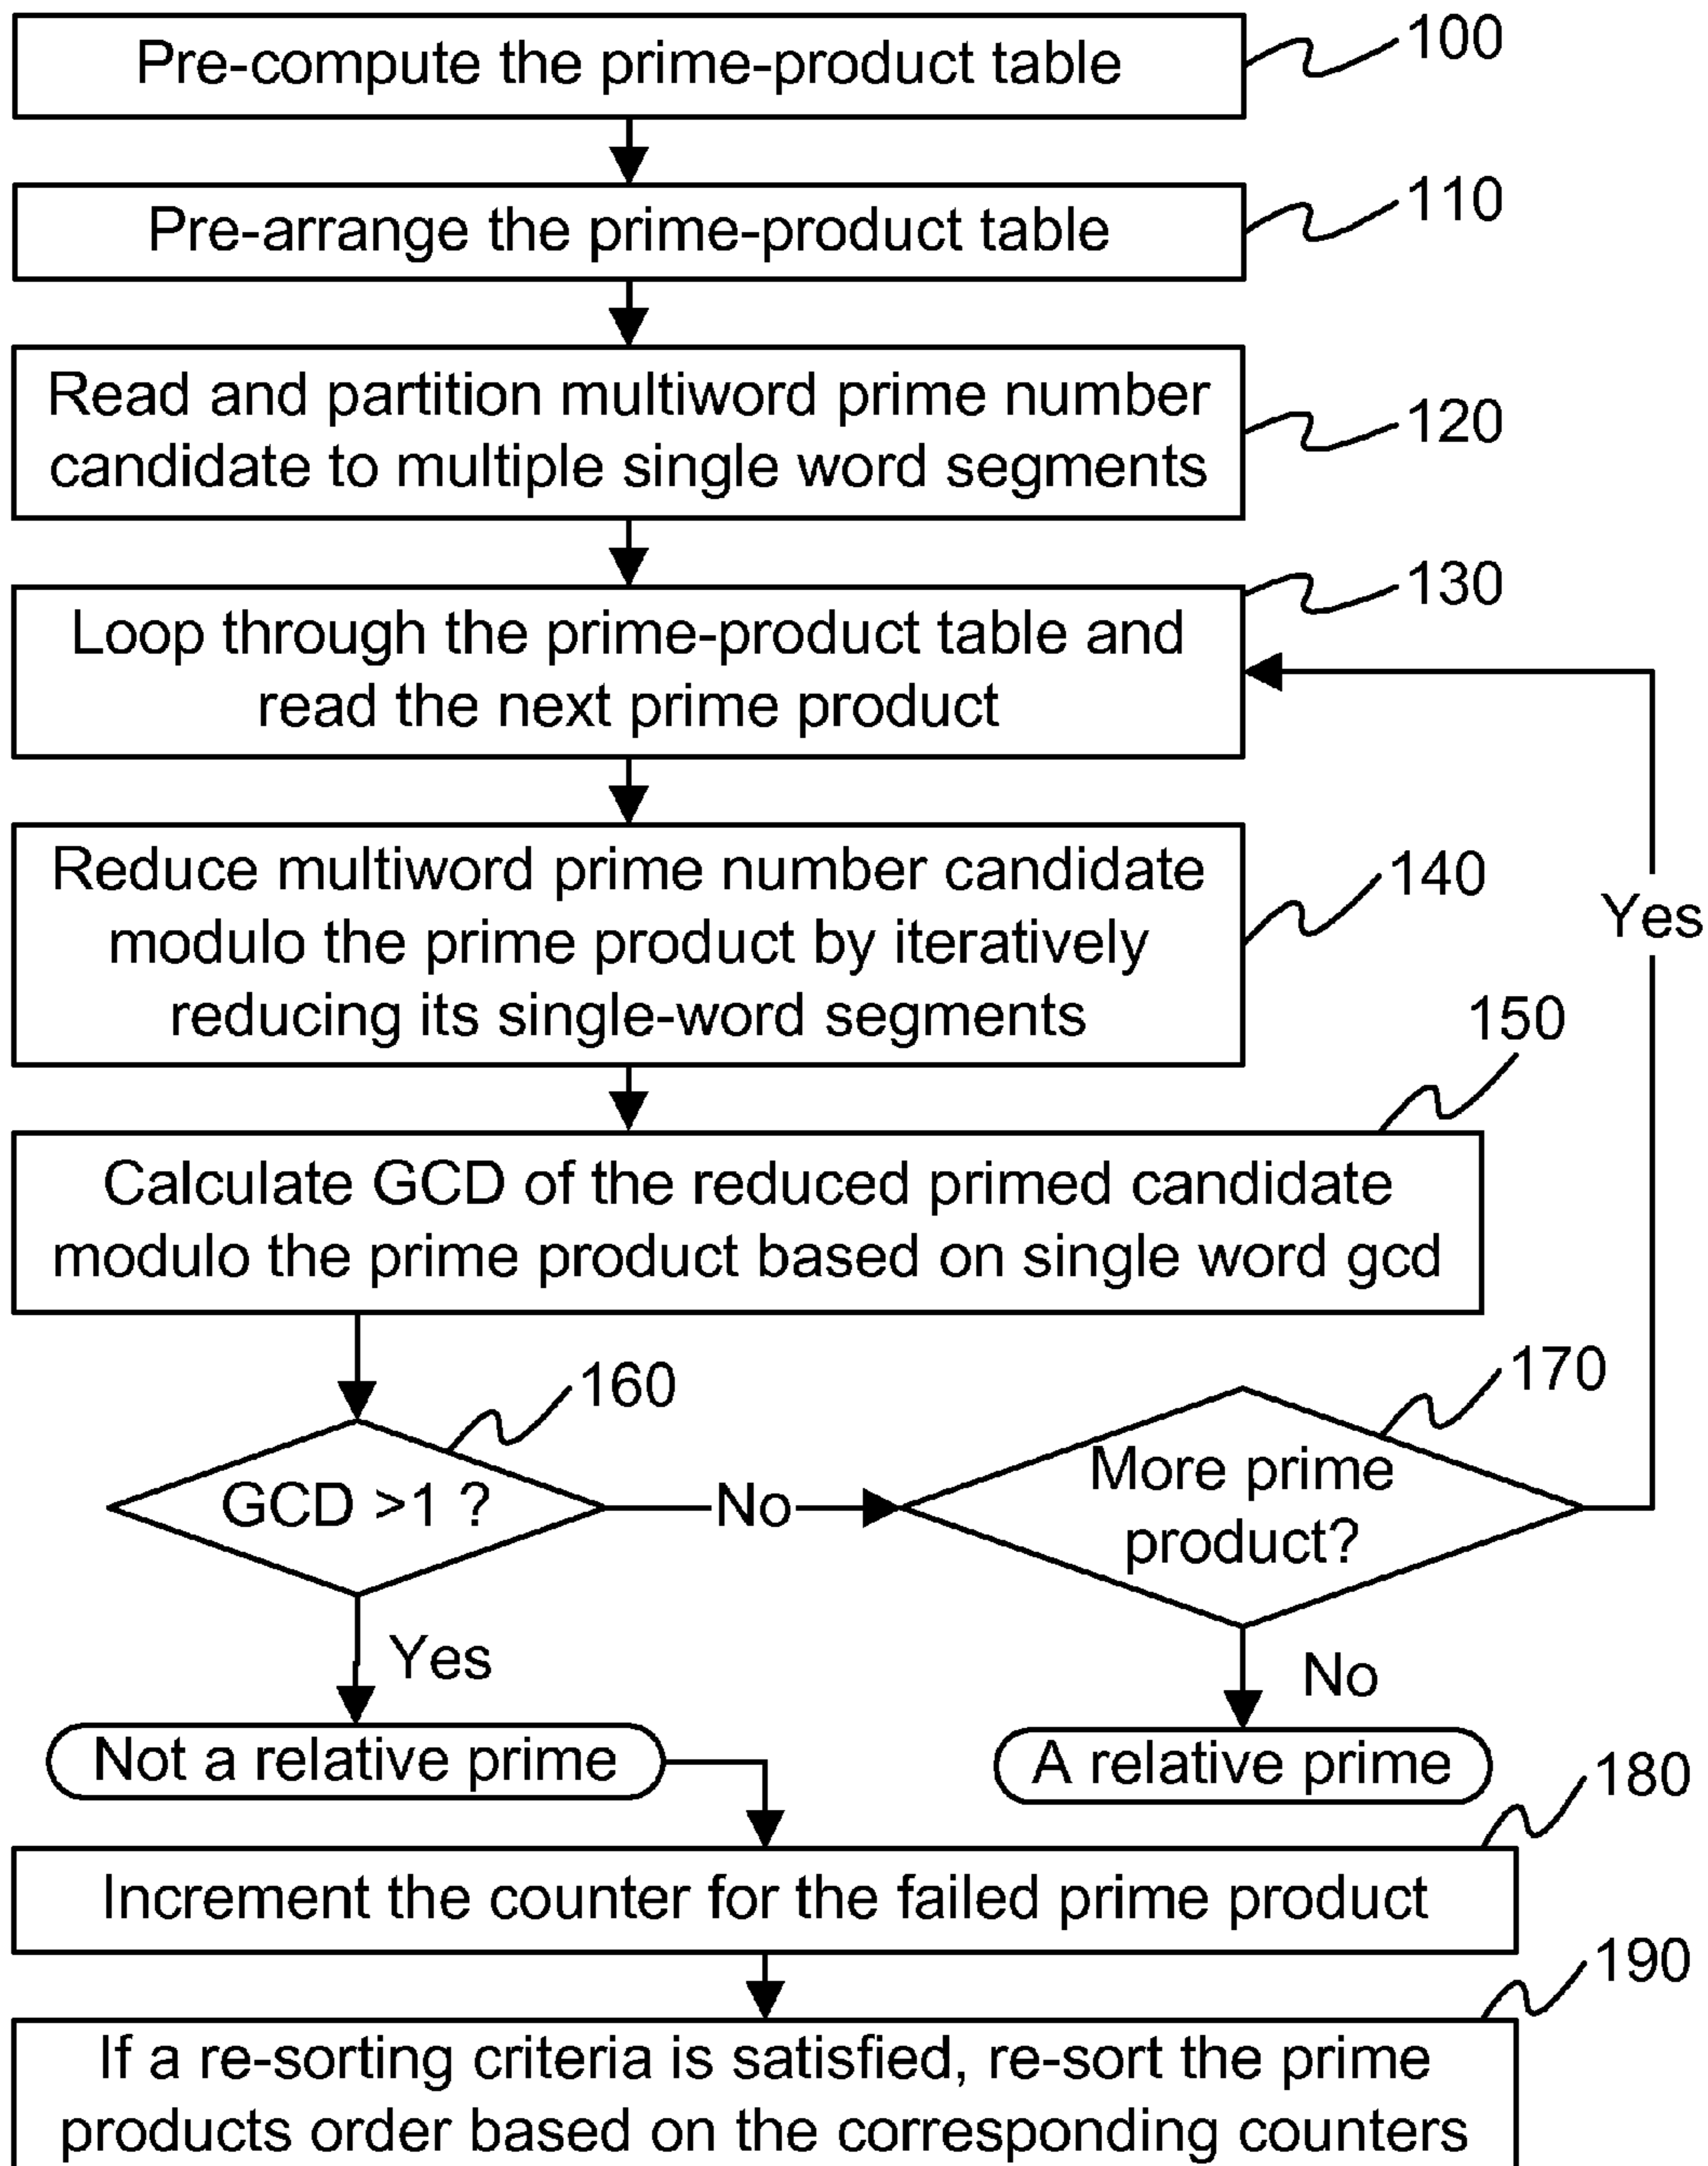 Pre-compute the prime-product table
100
Pre-arrange the prime-product table
110
Read and partition multiword prime number
candidate to multiple single word segments
120
Loop through the prime-product table and
read the next prime product
130
Reduce multiword prime number candidate
modulo the prime product by iteratively
reducing its single-word segments
140
Yes
150
Calculate GCD of the reduced primed candidate
modulo the prime product based on single word gcd
160
170
GCD >1 ?
No
More prime
product?
Yes
No
Not a relative prime
A relative prime
180
Increment the counter for the failed prime product
190
If a re-sorting criteria is satisfied, re-sort the prime
products order based on the corresponding counters